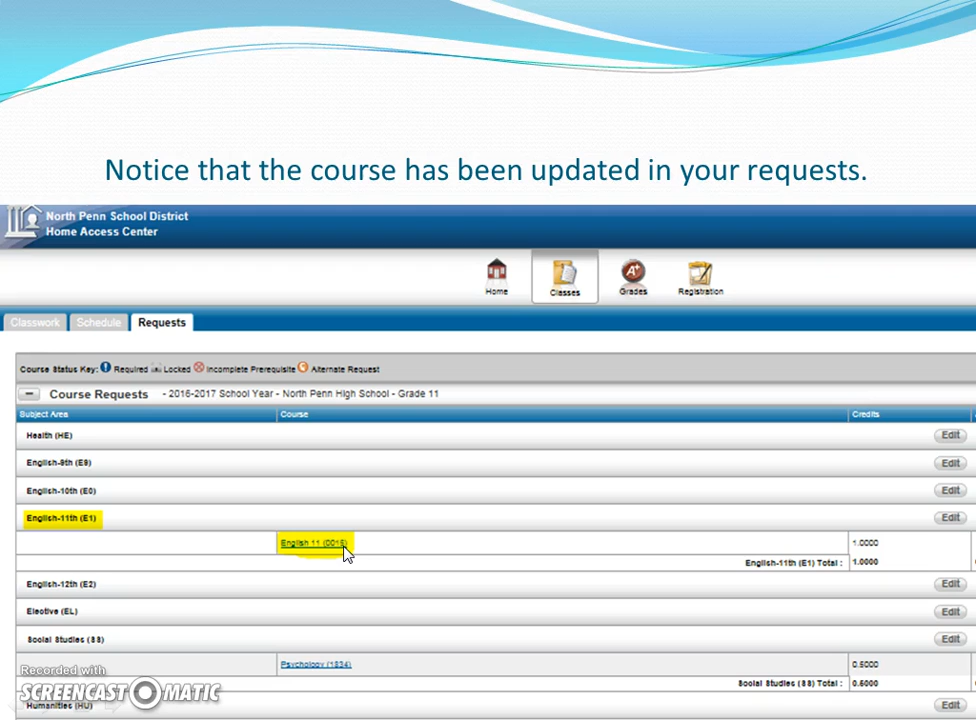 Notice that the course has been updated in your requests.
North Penn School District
Home Access Center
Home
Classes
A+
Grades
Registration
Classwork
Schedule
Requests
Course Status Key: Required Locked Incomplete Prerequisite Alternate Request
Course Requests - 2016-2017 School Year - North Penn High School - Grade 11
Subject Area Course Credits
Health (HE) Edit
English-9th (E9) Edit
English-10th (E0) Edit
English-11th (E1) Edit
English 11 (0015) 1.0000
English-11th (E1) Total : 1.0000
English-12th (E2) Edit
Elective (EL) Edit
Social Studies (SS) Edit
Psychology (1834) 0.5000
Social Studies (SS) Total : 0.5000
Humanities (HU) Edit
Recorded with
SCREENCAST-O-MATIC